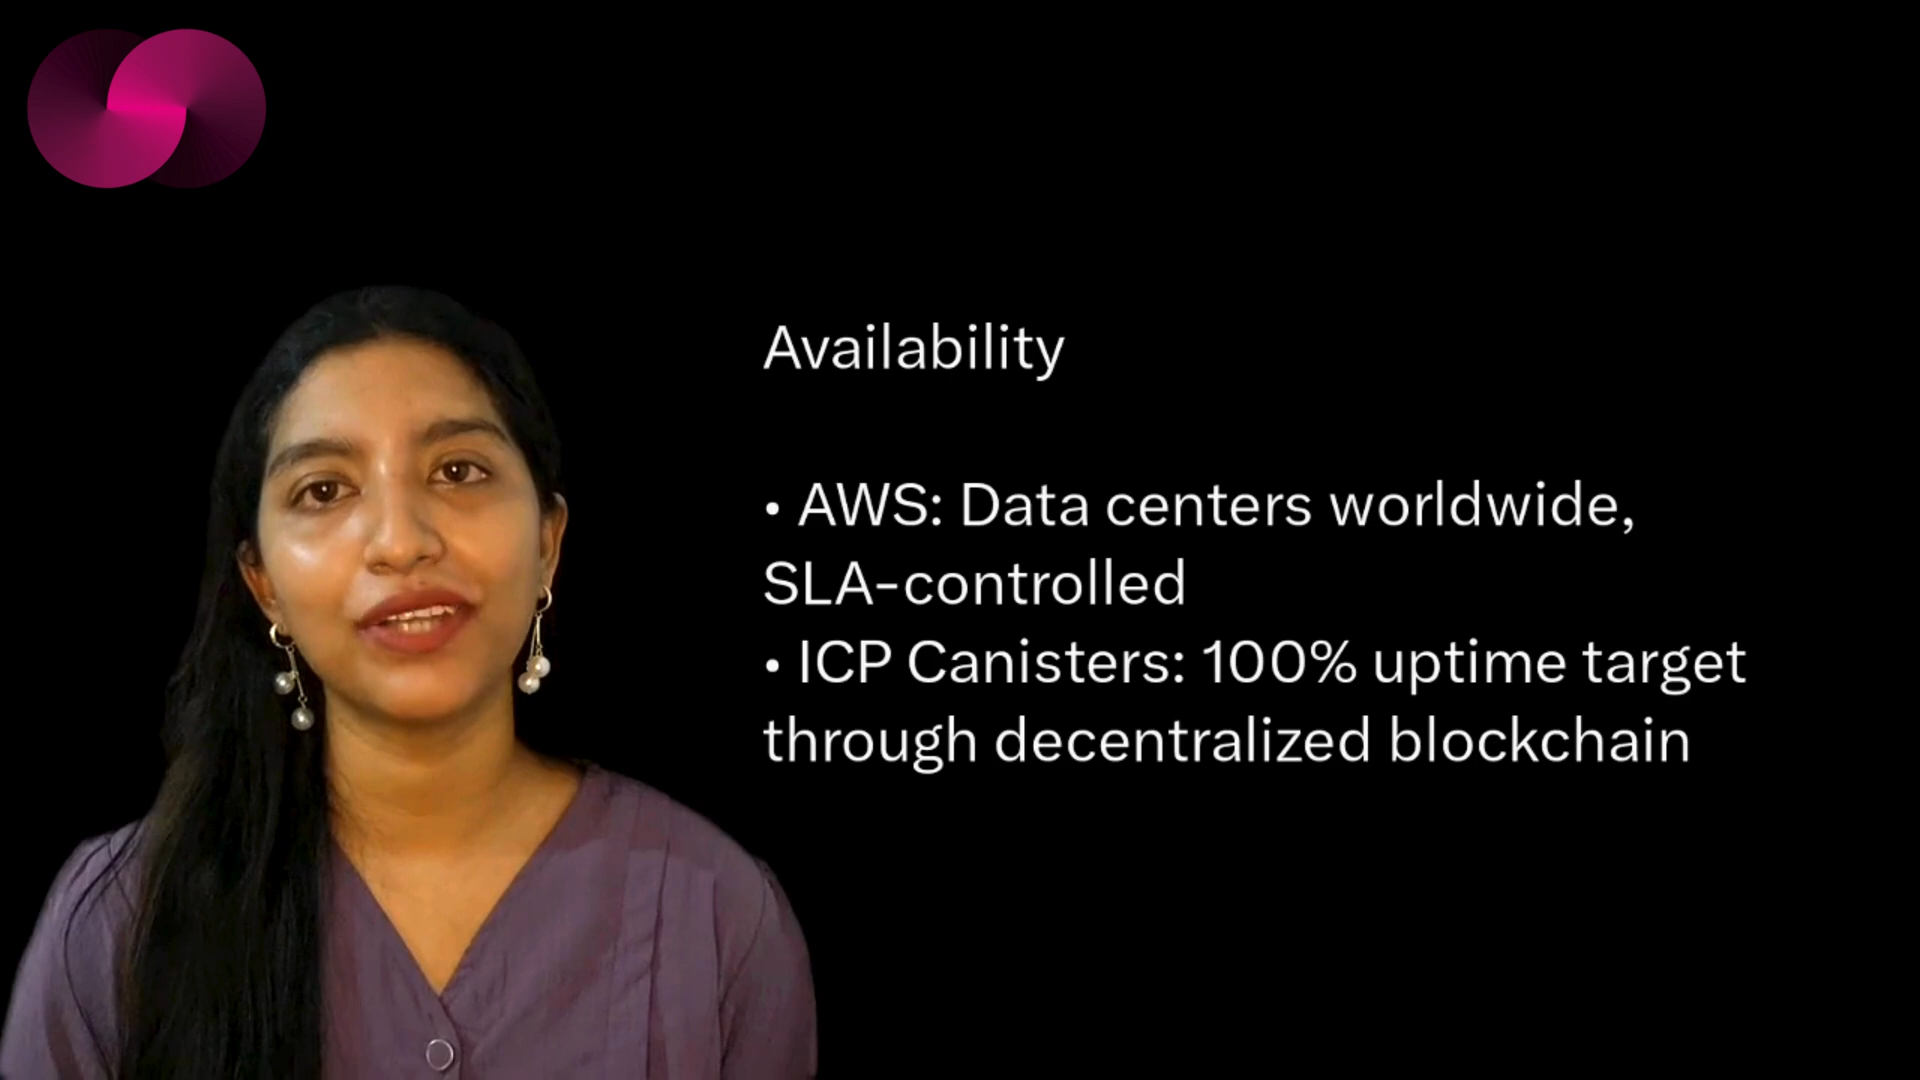 Availability
• AWS: Data centers worldwide,
SLA-controlled
• ICP Canisters: 100% uptime target
through decentralized blockchain